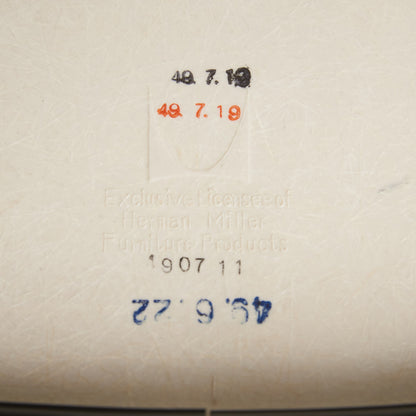 49.7.19
49.7.19
Exclusive Licensee of
Herman Miller
Furniture Products
1907 11
49.6.22